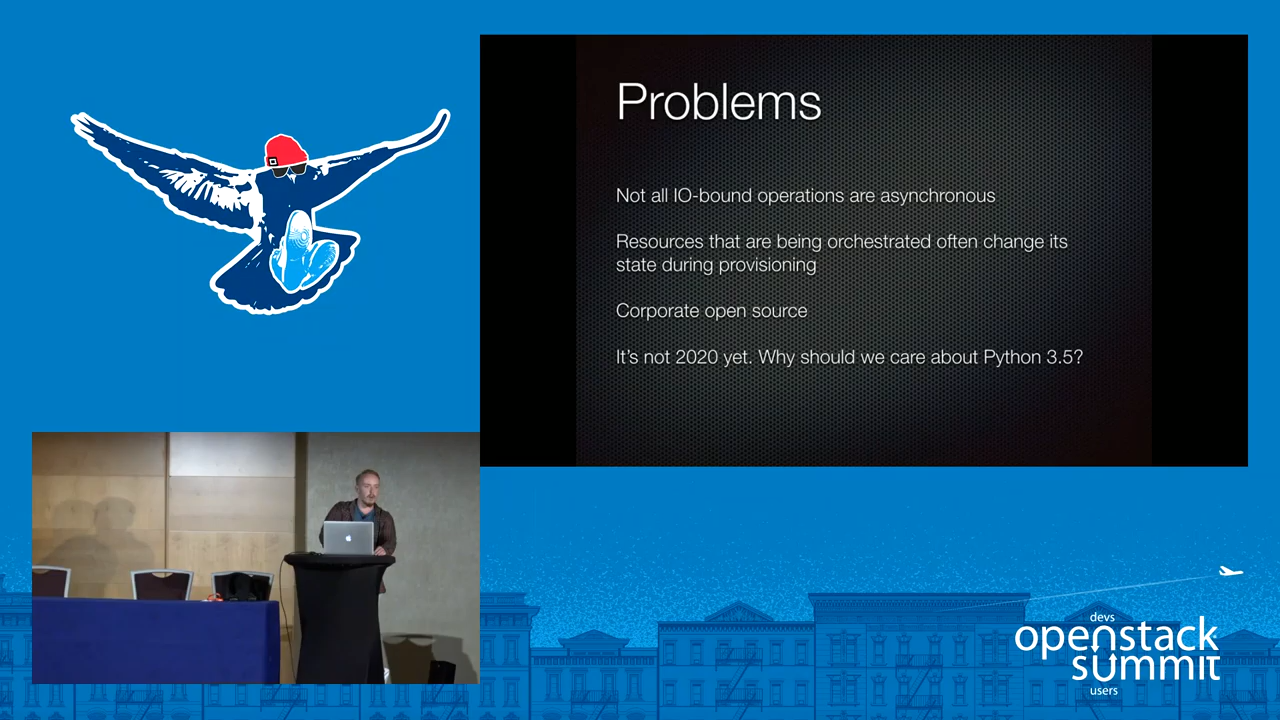 Problems
Not all IO-bound operations are asynchronous
Resources that are being orchestrated often change its
state during provisioning
Corporate open source
It's not 2020 yet. Why should we care about Python 3.5?
devs
openstack
summit
users